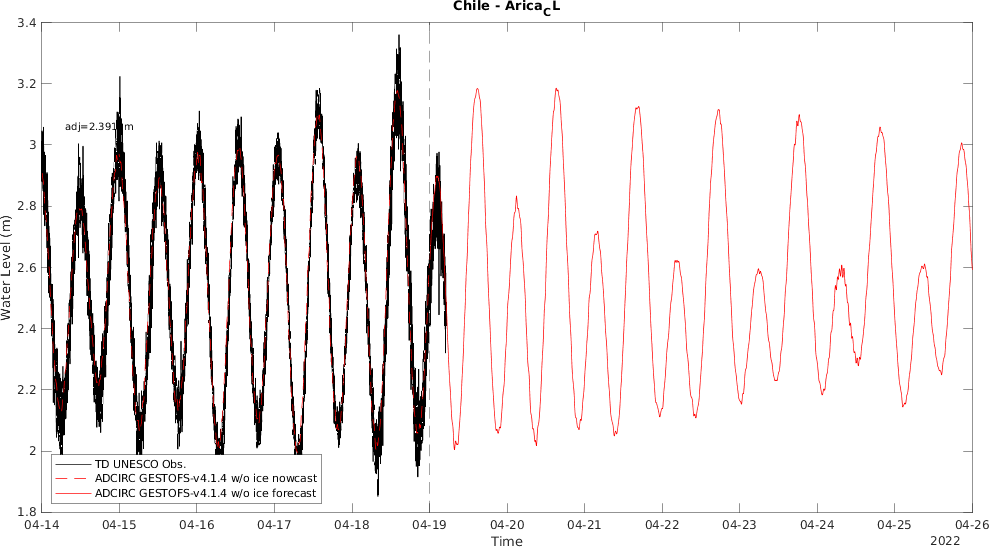 Chile - Arica_CL
3.4
3.2
3
2.8
2.6
2.4
2.2
2
1.8
Water Level (m)
adj=2.391 m
TD UNESCO Obs.
ADCIRC GESTOFS-v4.1.4 w/o ice nowcast
ADCIRC GESTOFS-v4.1.4 w/o ice forecast
04-14 04-15 04-16 04-17 04-18 04-19 04-20 04-21 04-22 04-23 04-24 04-25 04-26
Time
2022